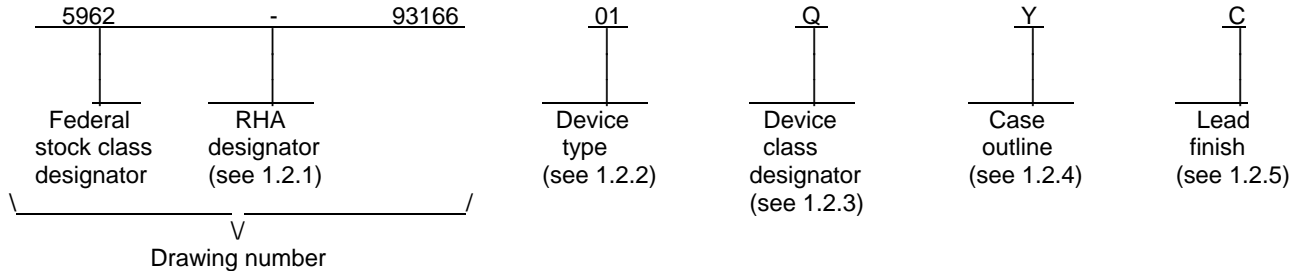 5962 - 93166 01 Q Y C
Federal RHA Device Device Case Lead
stock class designator type class outline finish
designator (see 1.2.1) (see 1.2.2) designator (see 1.2.4) (see 1.2.5)
(see 1.2.3)
Drawing number